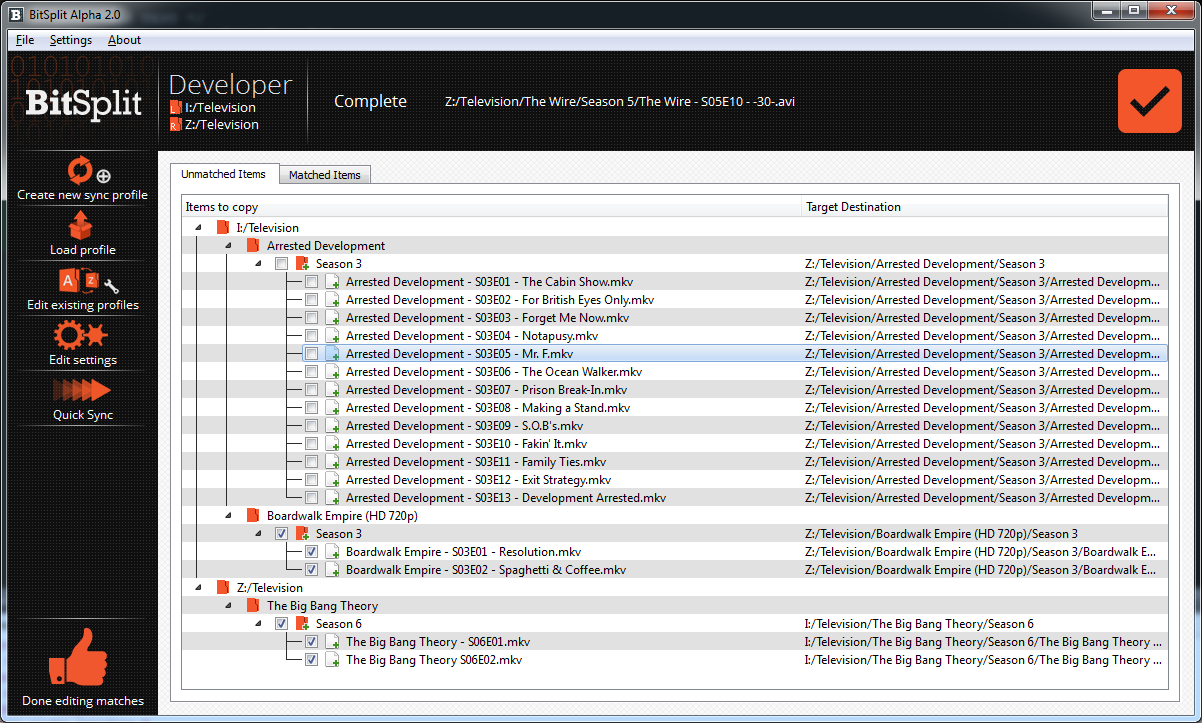 BitSplit Alpha 2.0
File Settings About
BitSplit
Developer
I:/Television
Z:/Television
Complete
Z:/Television/The Wire/Season 5/The Wire - S05E10 - -30-.avi
Create new sync profile
Load profile
Edit existing profiles
Edit settings
Quick Sync
Done editing matches
Unmatched Items Matched Items
Items to copy Target Destination
I:/Television
Arrested Development
Season 3 Z:/Television/Arrested Development/Season 3
Arrested Development - S03E01 - The Cabin Show.mkv Z:/Television/Arrested Development/Season 3/Arrested Developm...
Arrested Development - S03E02 - For British Eyes Only.mkv Z:/Television/Arrested Development/Season 3/Arrested Developm...
Arrested Development - S03E03 - Forget Me Now.mkv Z:/Television/Arrested Development/Season 3/Arrested Developm...
Arrested Development - S03E04 - Notapusy.mkv Z:/Television/Arrested Development/Season 3/Arrested Developm...
Arrested Development - S03E05 - Mr. F.mkv Z:/Television/Arrested Development/Season 3/Arrested Developm...
Arrested Development - S03E06 - The Ocean Walker.mkv Z:/Television/Arrested Development/Season 3/Arrested Developm...
Arrested Development - S03E07 - Prison Break-In.mkv Z:/Television/Arrested Development/Season 3/Arrested Developm...
Arrested Development - S03E08 - Making a Stand.mkv Z:/Television/Arrested Development/Season 3/Arrested Developm...
Arrested Development - S03E09 - S.O.B's.mkv Z:/Television/Arrested Development/Season 3/Arrested Developm...
Arrested Development - S03E10 - Fakin' It.mkv Z:/Television/Arrested Development/Season 3/Arrested Developm...
Arrested Development - S03E11 - Family Ties.mkv Z:/Television/Arrested Development/Season 3/Arrested Developm...
Arrested Development - S03E12 - Exit Strategy.mkv Z:/Television/Arrested Development/Season 3/Arrested Developm...
Arrested Development - S03E13 - Development Arrested.mkv Z:/Television/Arrested Development/Season 3/Arrested Developm...
Boardwalk Empire (HD 720p)
Season 3 Z:/Television/Boardwalk Empire (HD 720p)/Season 3
Boardwalk Empire - S03E01 - Resolution.mkv Z:/Television/Boardwalk Empire (HD 720p)/Season 3/Boardwalk E...
Boardwalk Empire - S03E02 - Spaghetti & Coffee.mkv Z:/Television/Boardwalk Empire (HD 720p)/Season 3/Boardwalk E...
Z:/Television
The Big Bang Theory
Season 6 I:/Television/The Big Bang Theory/Season 6
The Big Bang Theory - S06E01.mkv I:/Television/The Big Bang Theory/Season 6/The Big Bang Theory ...
The Big Bang Theory S06E02.mkv I:/Television/The Big Bang Theory/Season 6/The Big Bang Theory ...